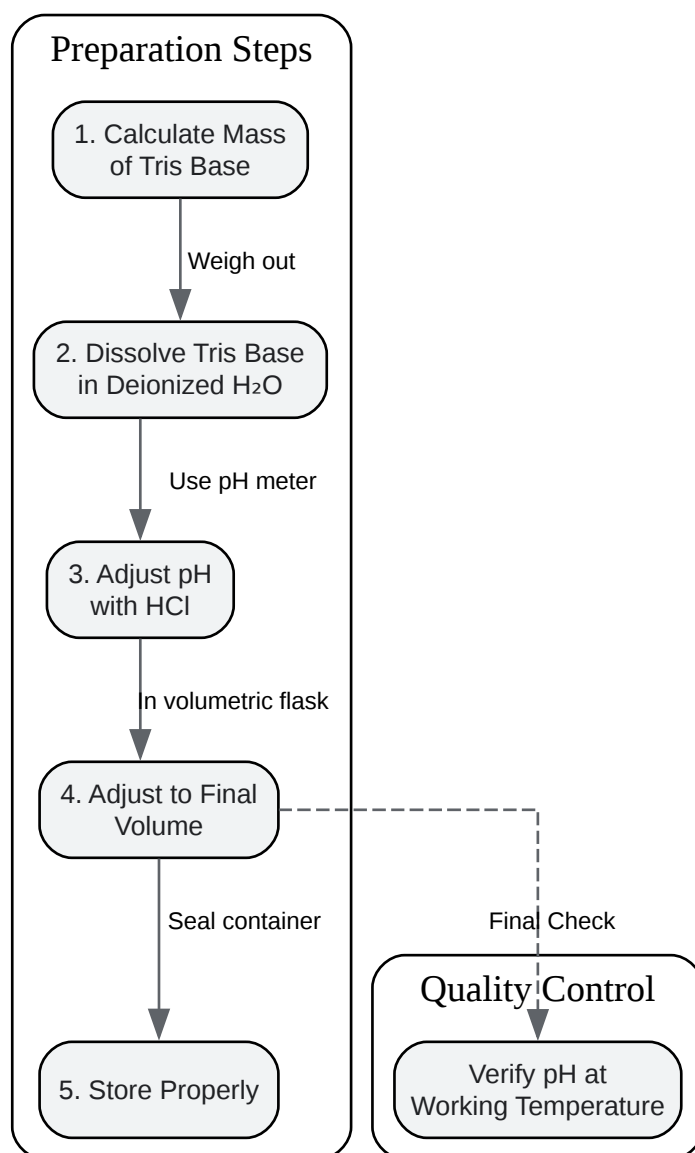 Preparation Steps
1. Calculate Mass
of Tris Base
Weigh out
2. Dissolve Tris Base
in Deionized H₂O
Use pH meter
3. Adjust pH
with HCl
In volumetric flask
4. Adjust to Final
Volume
Seal container
Final Check
Quality Control
5. Store Properly
Verify pH at
Working Temperature